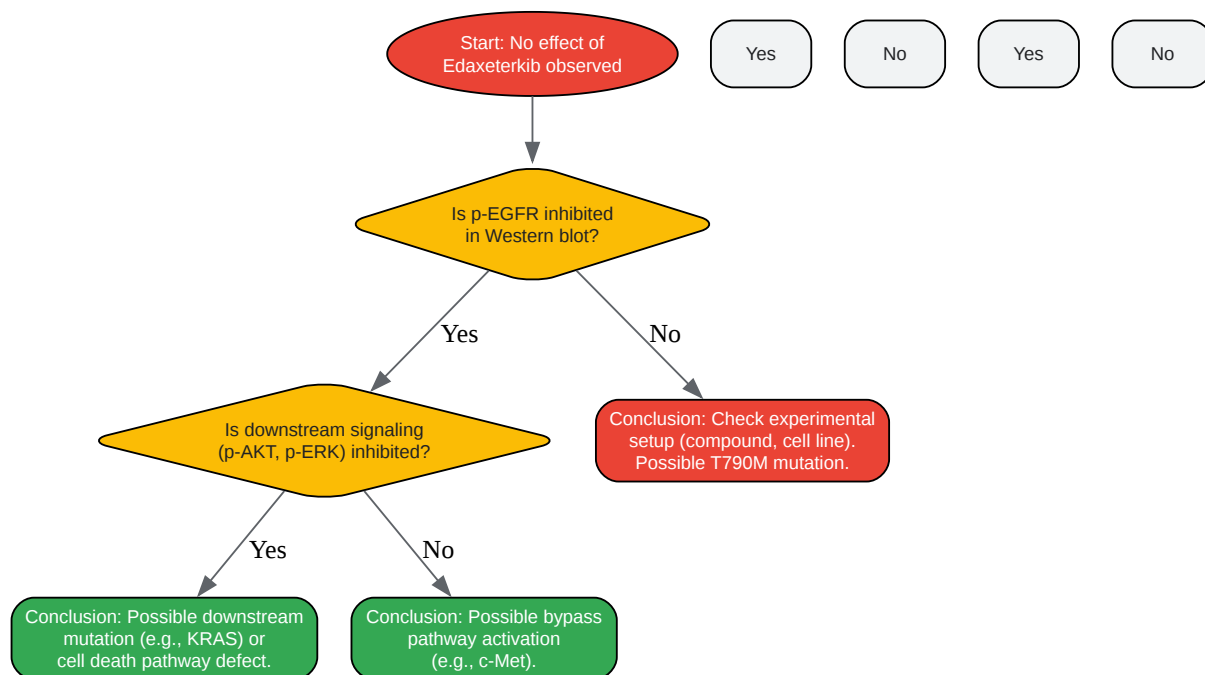 Start: No effect of
Edaxeterkib observed
Yes
No
Yes
No
Is p-EGFR inhibited
in Western blot?
Yes
No
Is downstream signaling
(p-AKT, p-ERK) inhibited?
Conclusion: Check experimental
setup (compound, cell line).
Possible T790M mutation.
Yes
No
Conclusion: Possible downstream
mutation (e.g., KRAS) or
cell death pathway defect.
Conclusion: Possible bypass
pathway activation
(e.g., c-Met).